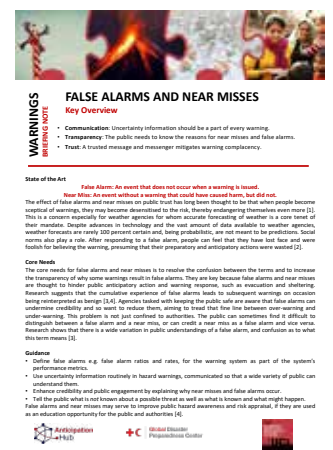 WARNINGS
BRIEFING NOTE
FALSE ALARMS AND NEAR MISSES
Key Overview
• Communication: Uncertainty information should be a part of every warning.
• Transparency: The public needs to know the reasons for near misses and false alarms.
• Trust: A trusted message and messenger mitigates warning complacency.
State of the Art
False Alarm: An event that does not occur when a warning is issued.
Near Miss: An event without a warning that could have caused harm, but did not.
The effect of false alarms and near misses on public trust has long been thought to be that when people become
sceptical of warnings, they may become desensitised to the risk, thereby endangering themselves even more [1].
This is a concern especially for weather agencies for whom accurate forecasting of weather is a core tenet of
their mandate. Despite advances in technology and the vast amount of data available to weather agencies,
weather forecasts are rarely 100 percent certain and, being probabilistic, are not meant to be predictions. Social
norms also play a role. After responding to a false alarm, people can feel that they have lost face and were
foolish for believing the warning, presuming that their preparatory and anticipatory actions were wasted [2].
Core Needs
The core needs for false alarms and near misses is to resolve the confusion between the terms and to increase
the transparency of why some warnings result in false alarms. They are key because false alarms and near misses
are thought to hinder public anticipatory action and warning response, such as evacuation and sheltering.
Research suggests that the cumulative experience of false alarms leads to subsequent warnings on occasion
being reinterpreted as benign [3,4]. Agencies tasked with keeping the public safe are aware that false alarms can
undermine credibility and so want to reduce them, aiming to tread that fine line between over-warning and
under-warning. This problem is not just confined to authorities. The public can sometimes find it difficult to
distinguish between a false alarm and a near miss, or can credit a near miss as a false alarm and vice versa.
Research shows that there is a wide variation in public understandings of a false alarm, and confusion as to what
this term means [3].
Guidance
• Define false alarms e.g. false alarm ratios and rates, for the warning system as part of the system's
performance metrics.
• Use uncertainty information routinely in hazard warnings, communicated so that a wide variety of public can
understand them.
• Enhance credibility and public engagement by explaining why near misses and false alarms occur.
• Tell the public what is not known about a possible threat as well as what is known and what might happen.
False alarms and near misses may serve to improve public hazard awareness and risk appraisal, if they are used
as an education opportunity for the public and authorities [4].
Anticipation
Hub
Global Disaster
Preparedness Center
UCL